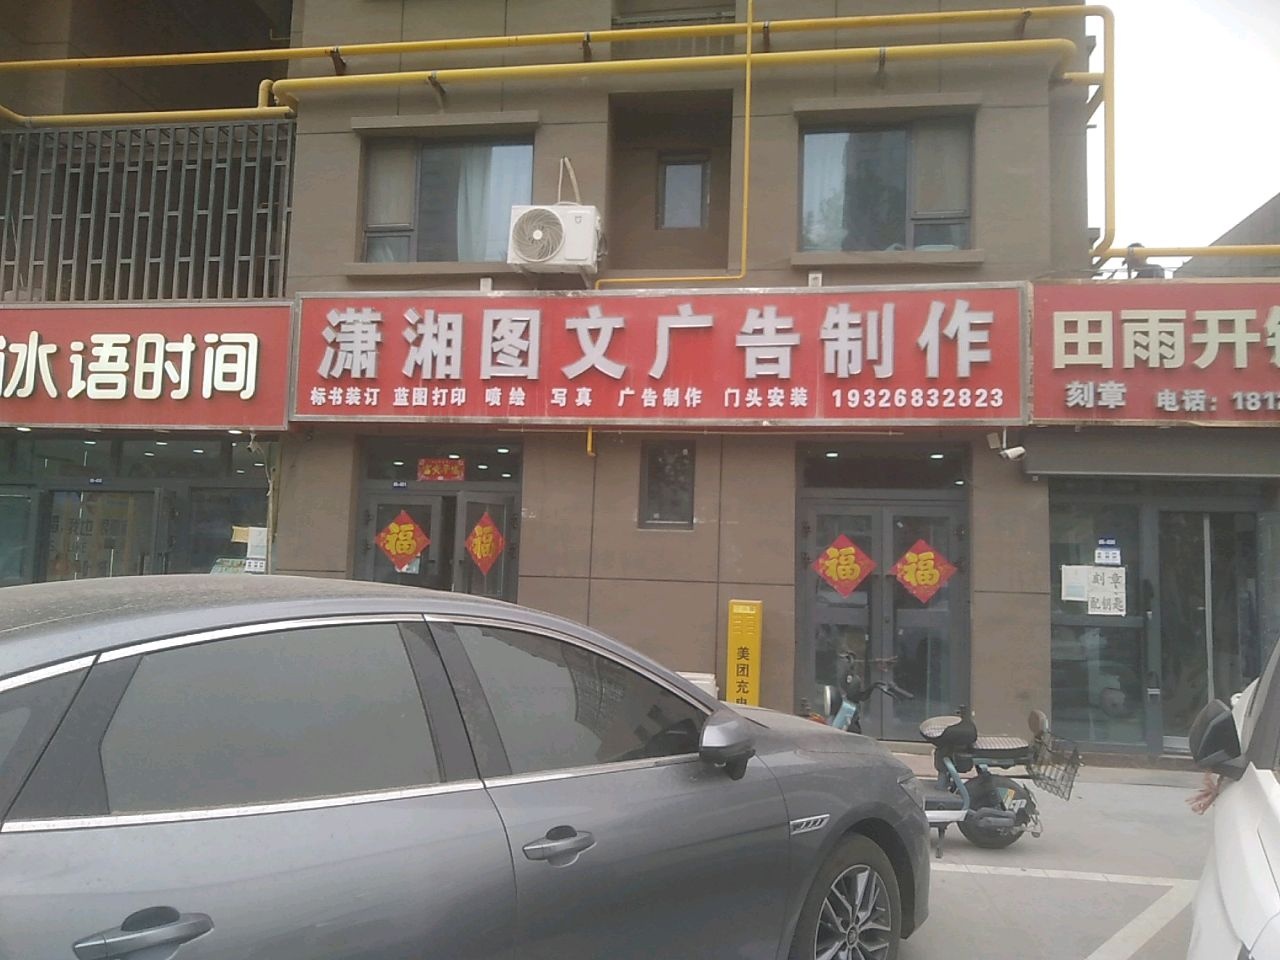 冰语时间
潇湘图文广告制作
标书装订 蓝图打印 喷绘 写真 广告制作 门头安装 19326832823
田雨开
刻章 电话：181
福
福
福
福
美团充电
刻章
配钥匙